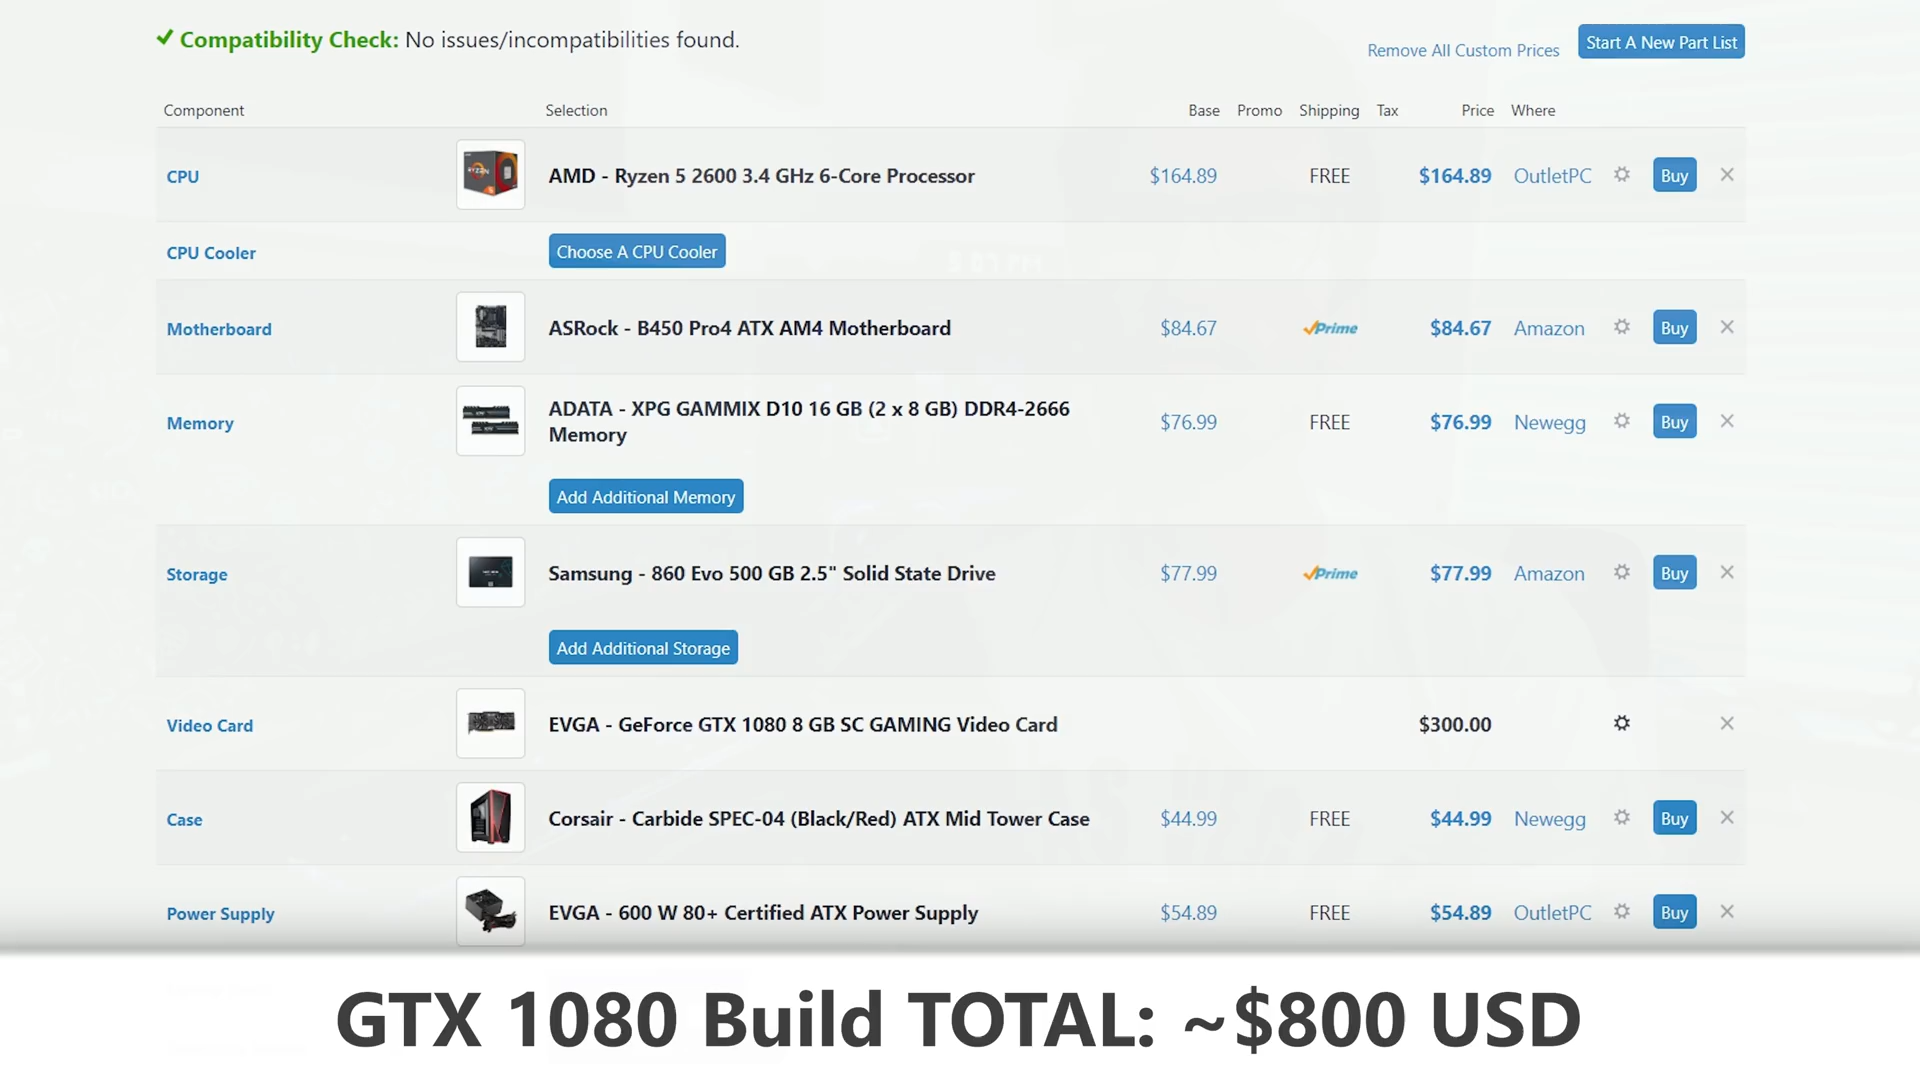 Compatibility Check: No issues/incompatibilities found.
Remove All Custom Prices Start A New Part List
Component Selection Base Promo Shipping Tax Price Where
CPU AMD - Ryzen 5 2600 3.4 GHz 6-Core Processor $164.89 FREE $164.89 OutletPC Buy
CPU Cooler Choose A CPU Cooler
Motherboard ASRock - B450 Pro4 ATX AM4 Motherboard $84.67 Prime $84.67 Amazon Buy
Memory ADATA - XPG GAMMIX D10 16 GB (2 x 8 GB) DDR4-2666
Memory $76.99 FREE $76.99 Newegg Buy
Add Additional Memory
Storage Samsung - 860 Evo 500 GB 2.5" Solid State Drive $77.99 Prime $77.99 Amazon Buy
Add Additional Storage
Video Card EVGA - GeForce GTX 1080 8 GB SC GAMING Video Card $300.00
Case Corsair - Carbide SPEC-04 (Black/Red) ATX Mid Tower Case $44.99 FREE $44.99 Newegg Buy
Power Supply EVGA - 600 W 80+ Certified ATX Power Supply $54.89 FREE $54.89 OutletPC Buy
GTX 1080 Build TOTAL: ~$800 USD